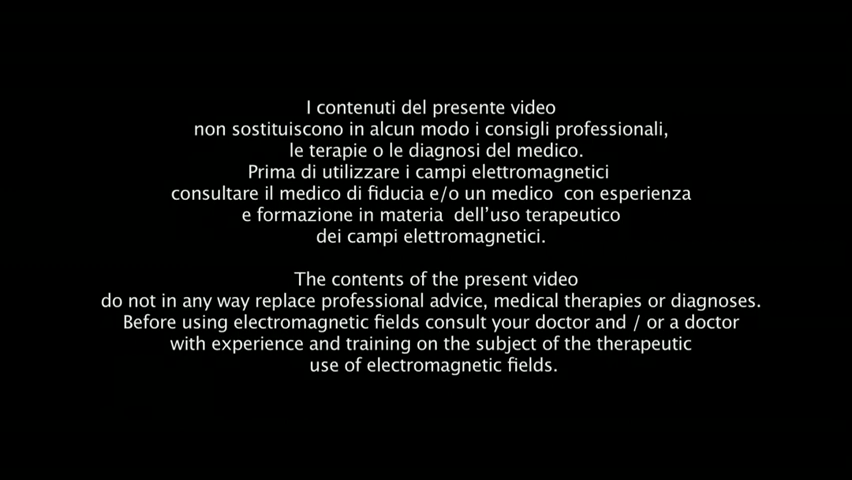 I contenuti del presente video
non sostituiscono in alcun modo i consigli professionali,
le terapie o le diagnosi del medico.
Prima di utilizzare i campi elettromagnetici
consultare il medico di fiducia e/o un medico  con esperienza
e formazione in materia  dell’uso terapeutico
dei campi elettromagnetici.
The contents of the present video
do not in any way replace professional advice, medical therapies or diagnoses.
Before using electromagnetic fields consult your doctor and / or a doctor
with experience and training on the subject of the therapeutic
use of electromagnetic fields.